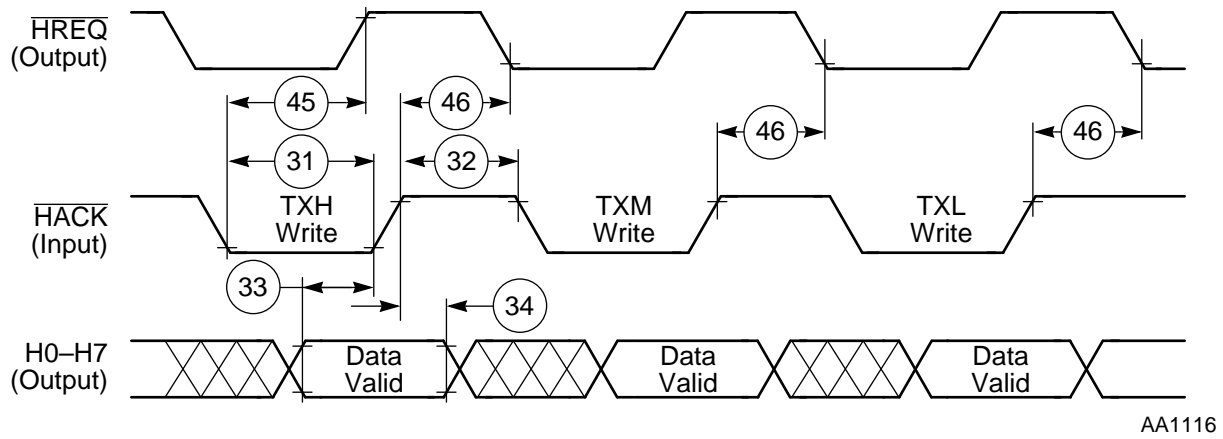 HREQ
(Output)
45
46
46
46
31
32
HACK
(Input)
TXH
Write
TXM
Write
TXL
Write
33
34
H0–H7
(Output)
Data
Valid
Data
Valid
Data
Valid
AA1116